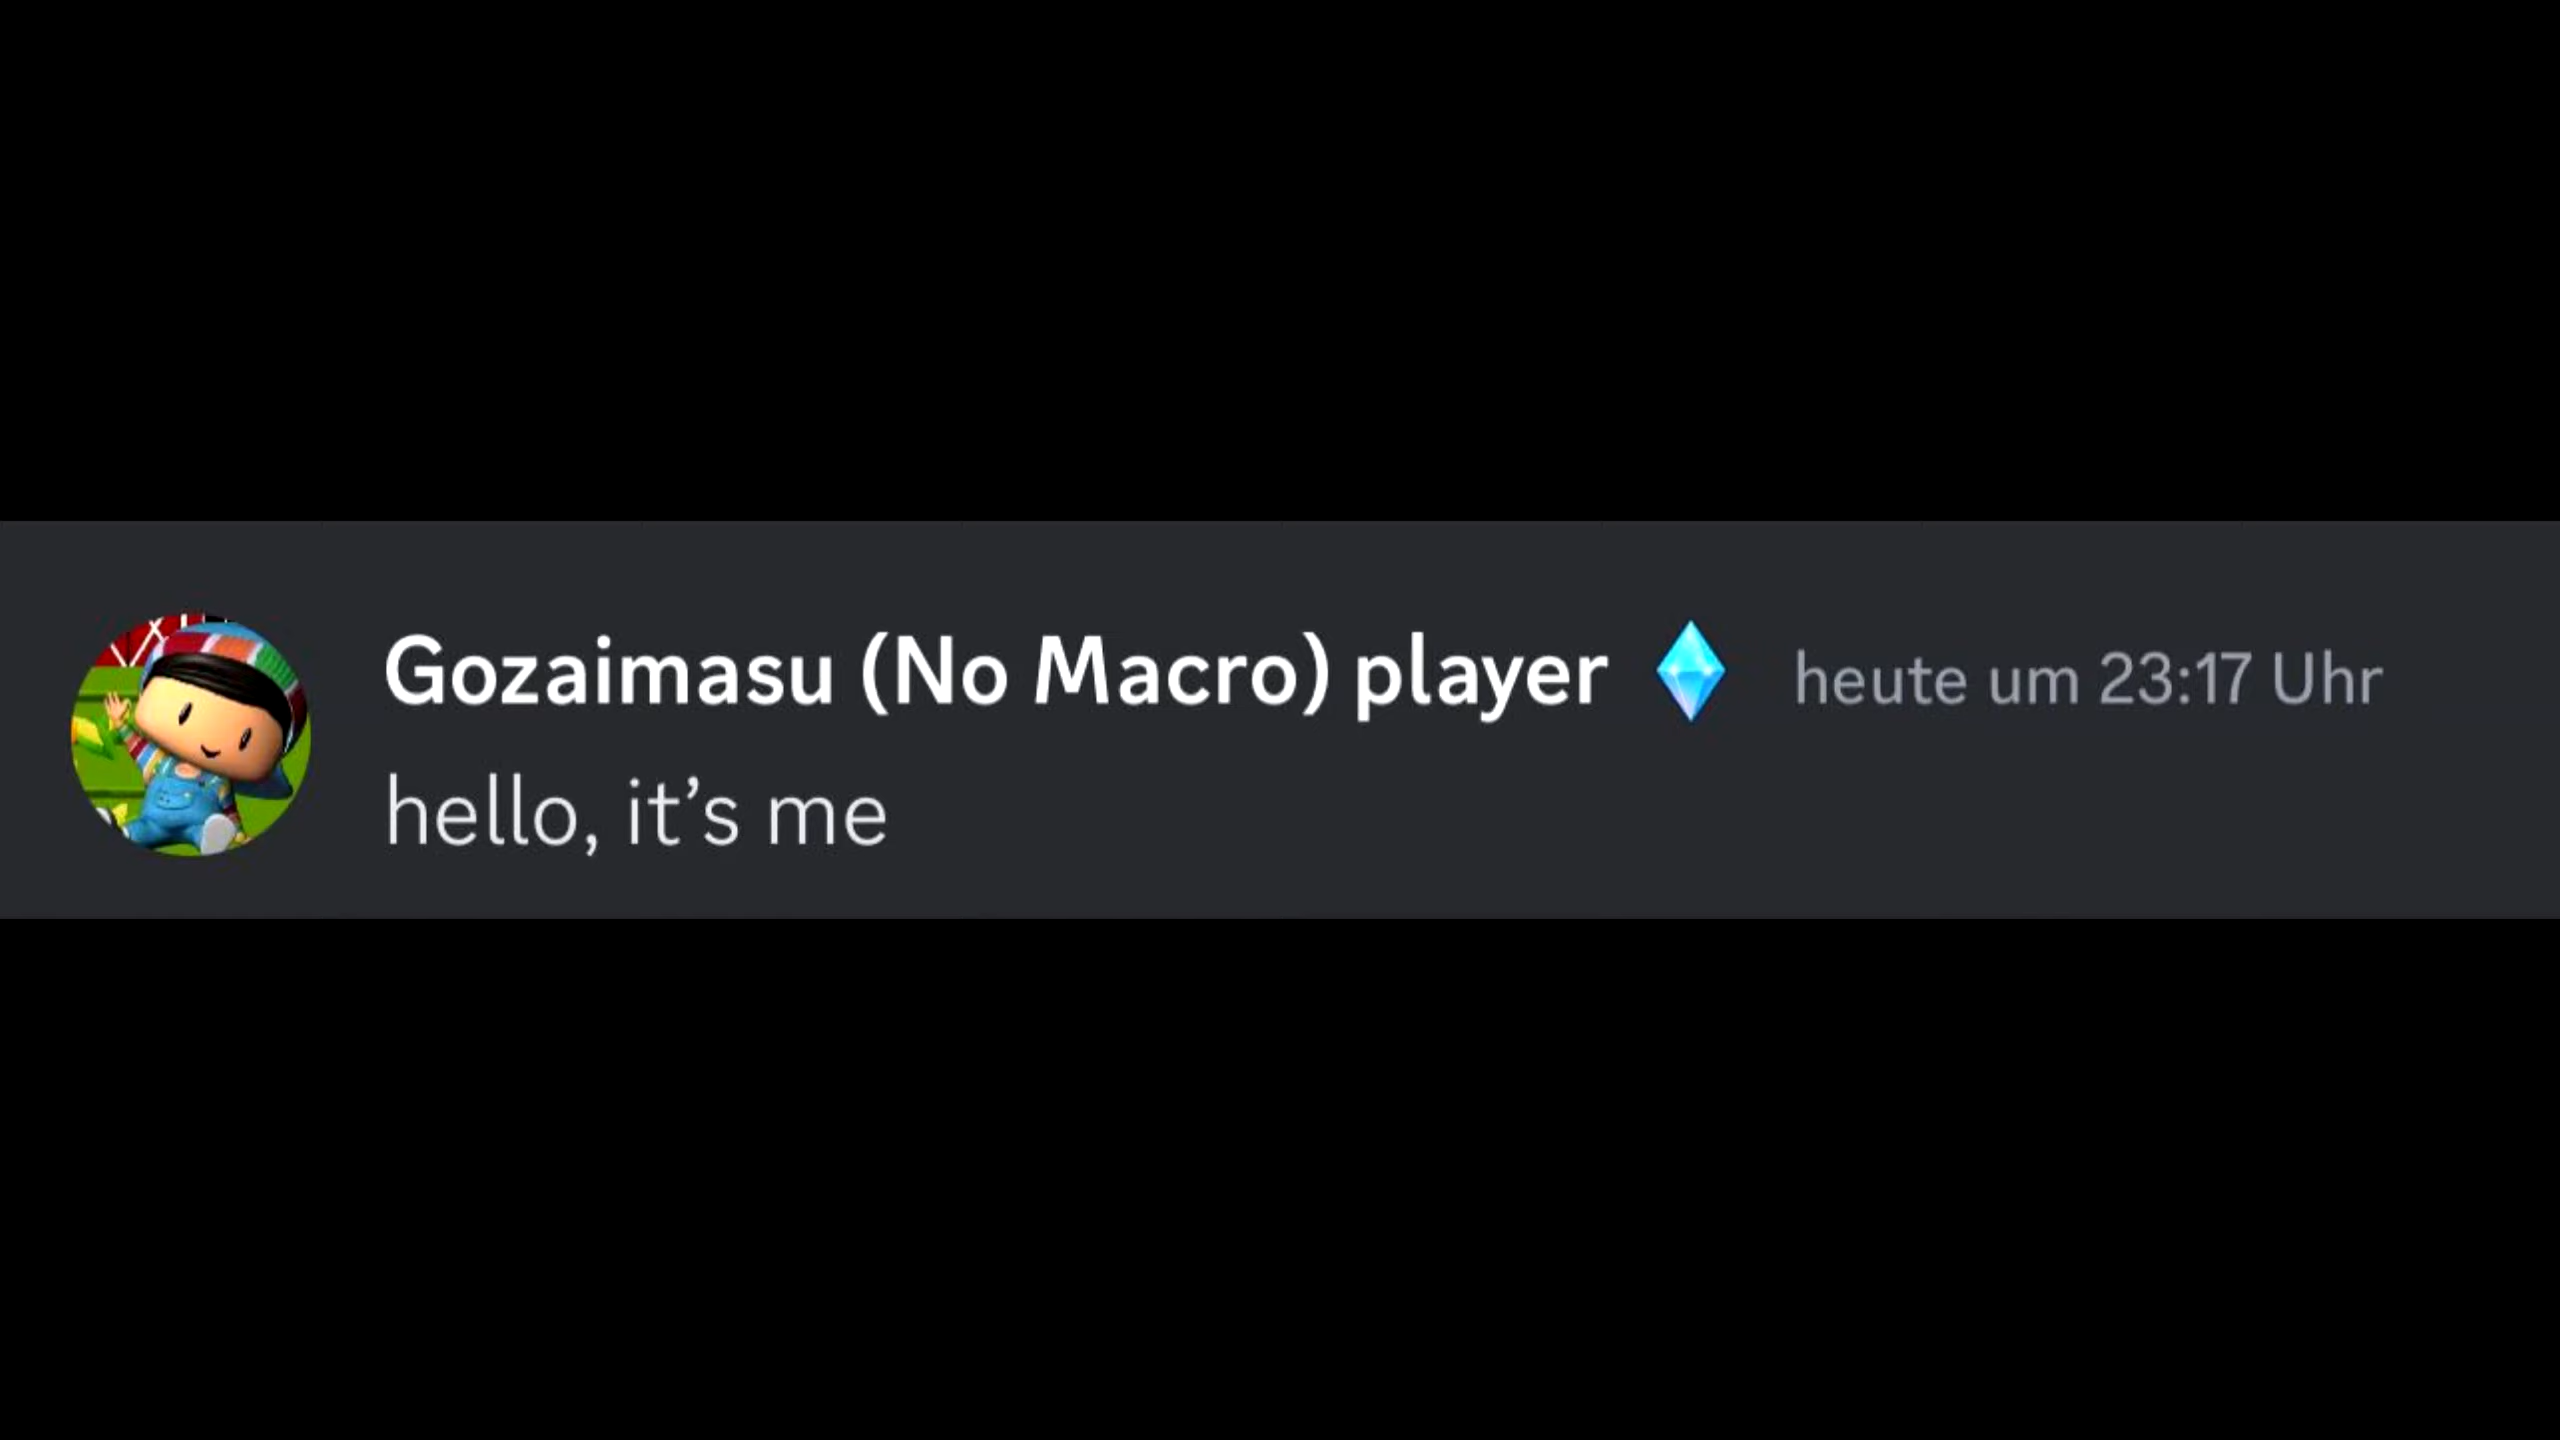 Gozaimasu (No Macro) player heute um 23:17 Uhr
hello, it’s me